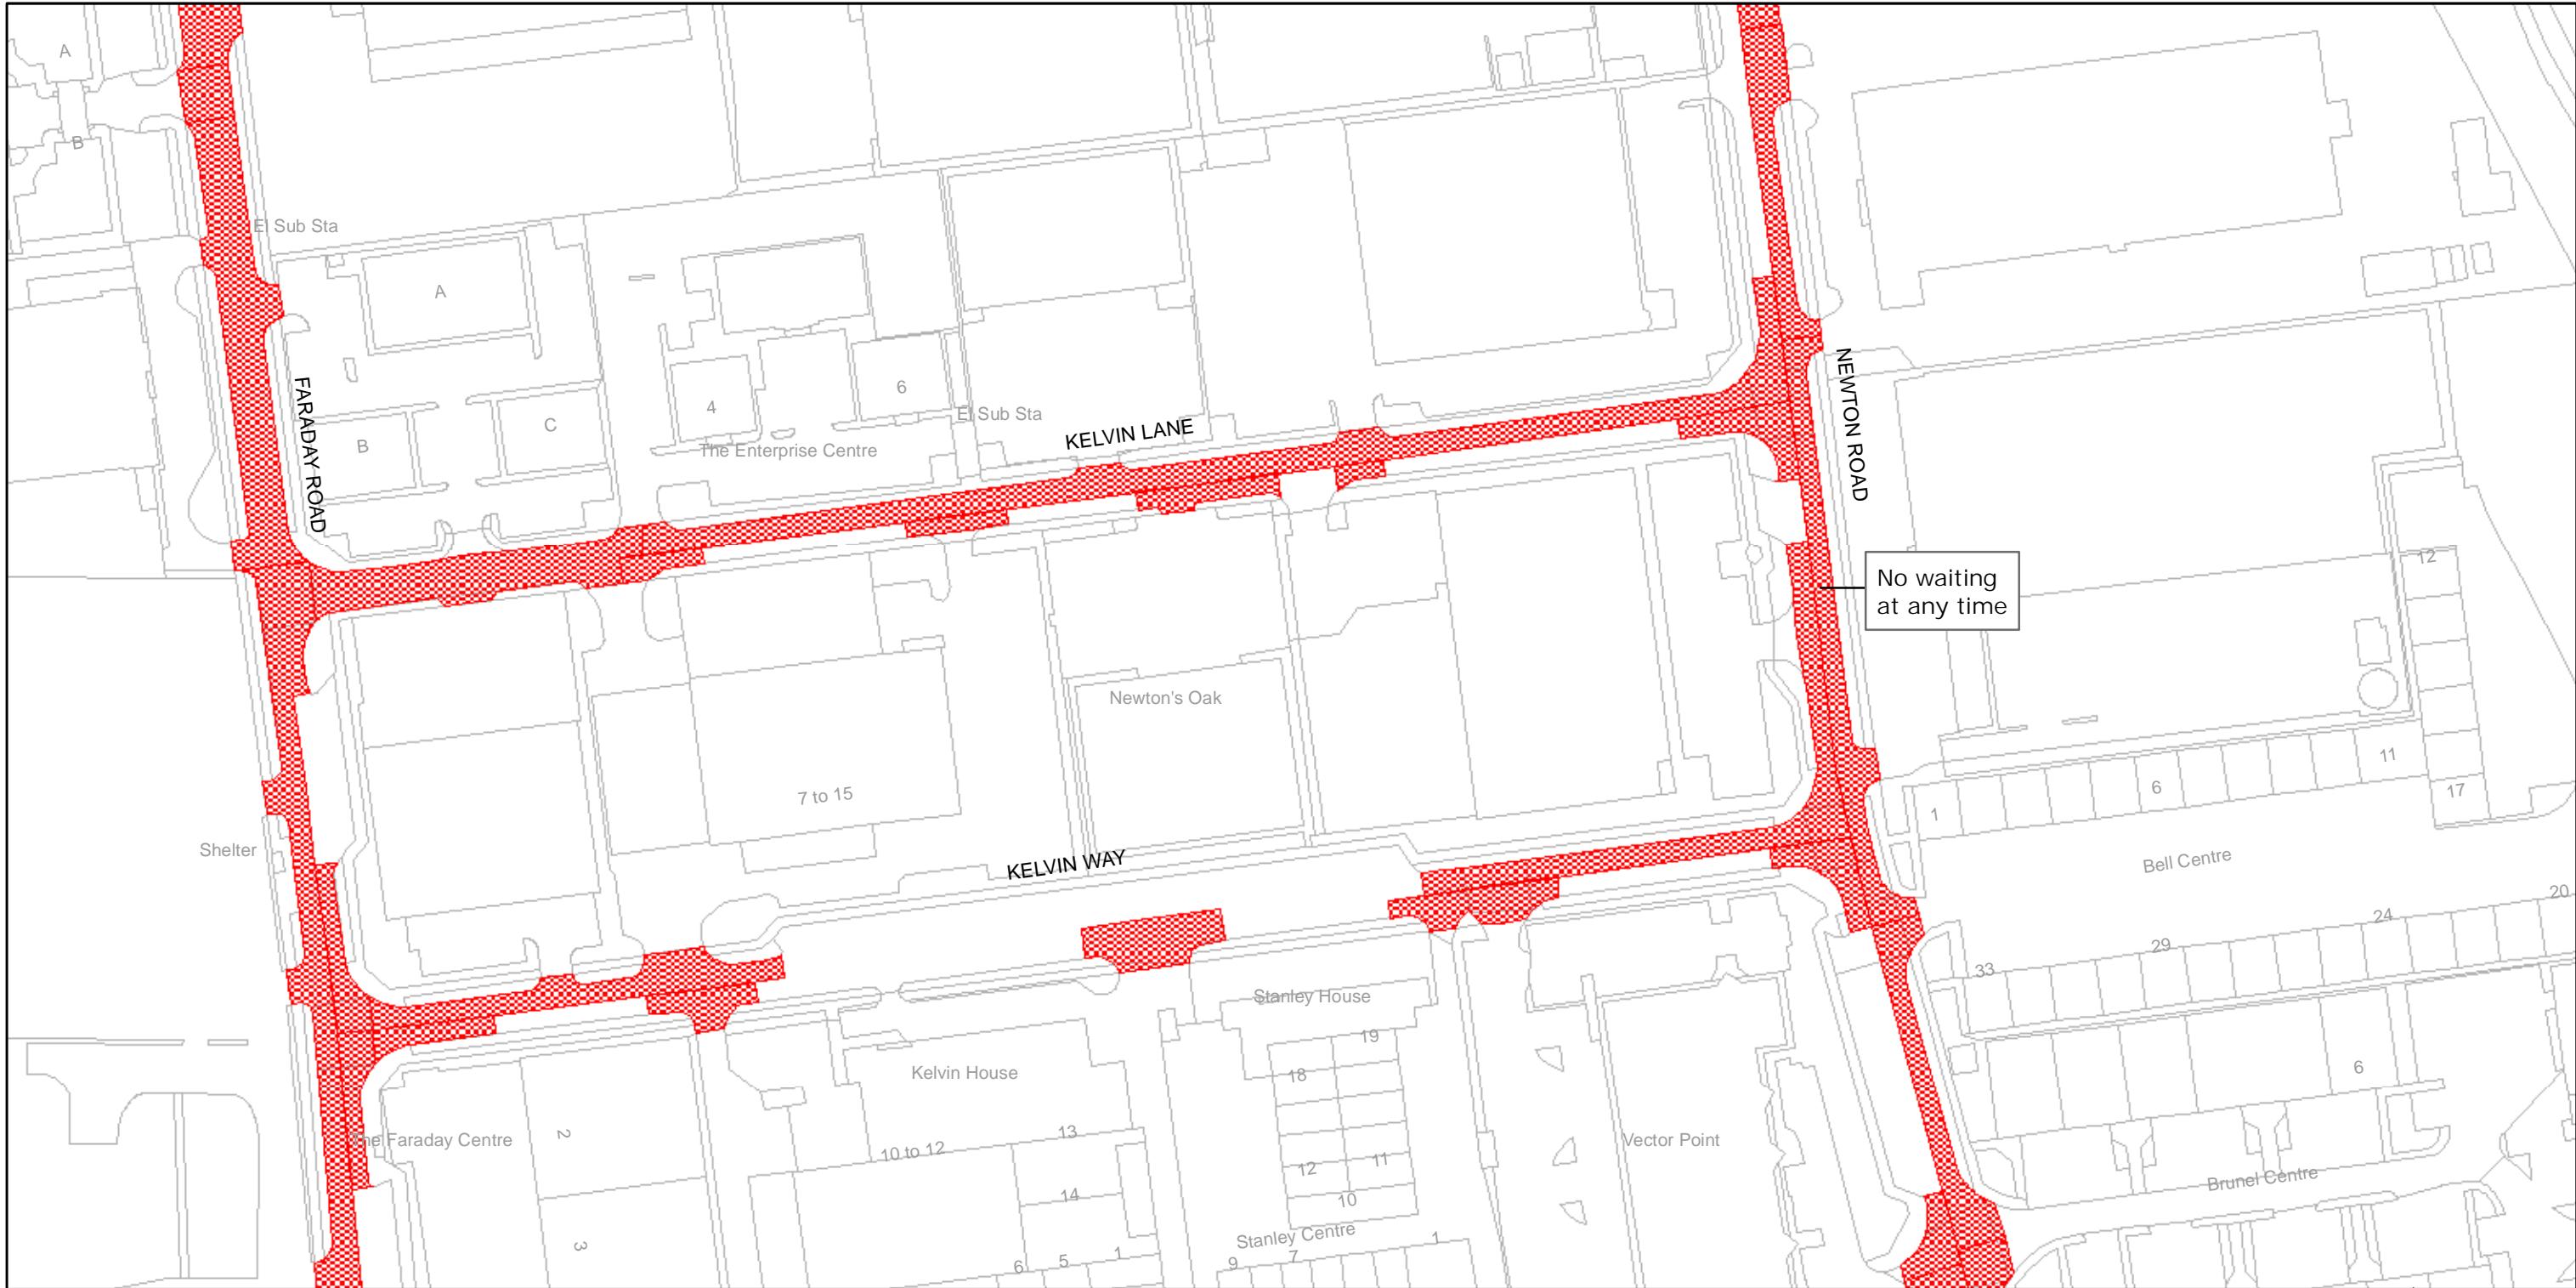 A
B
El Sub Sta
A
FARADAY ROAD
B
C
4
6
The Enterprise Centre
El Sub Sta
KELVIN LANE
NEWTON ROAD
No waiting
at any time
12
Newton's Oak
7 to 15
Shelter
KELVIN WAY
1
6
11
17
Bell Centre
20
24
29
33
Stanley House
Kelvin House
19
18
6
The Faraday Centre
2
10 to 12
13
12
11
Vector Point
14
10
Brunel Centre
3
Stanley Centre
6
5
1
9
7
1